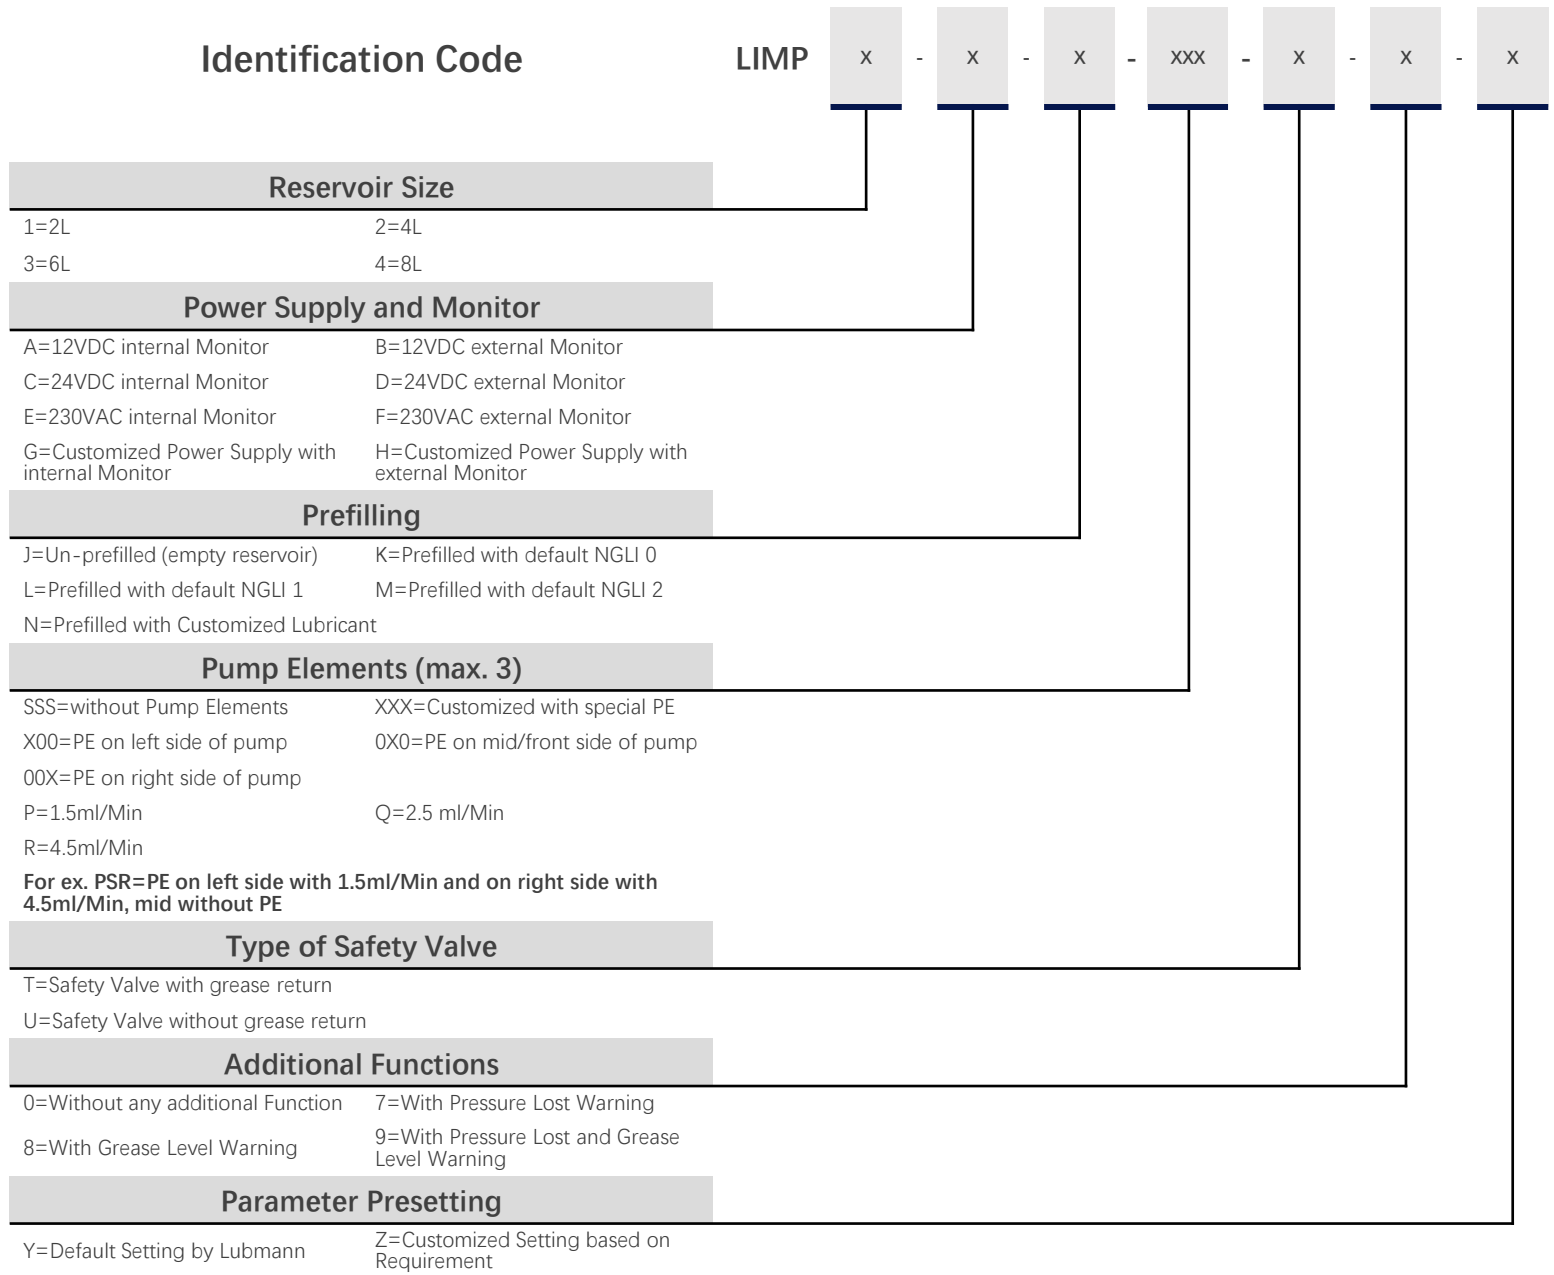 Identification Code LIMP x - x - x - xxx - x - x - x
Reservoir Size
1=2L 2=4L
3=6L 4=8L
Power Supply and Monitor
A=12VDC internal Monitor B=12VDC external Monitor
C=24VDC internal Monitor D=24VDC external Monitor
E=230VAC internal Monitor F=230VAC external Monitor
G=Customized Power Supply with
internal Monitor
H=Customized Power Supply with
external Monitor
Prefilling
J=Un-prefilled (empty reservoir) K=Prefilled with default NGLI 0
L=Prefilled with default NGLI 1 M=Prefilled with default NGLI 2
N=Prefilled with Customized Lubricant
Pump Elements (max. 3)
SSS=without Pump Elements XXX=Customized with special PE
X00=PE on left side of pump 0X0=PE on mid/front side of pump
00X=PE on right side of pump
P=1.5ml/Min Q=2.5 ml/Min
R=4.5ml/Min
For ex. PSR=PE on left side with 1.5ml/Min and on right side with
4.5ml/Min, mid without PE
Type of Safety Valve
T=Safety Valve with grease return
U=Safety Valve without grease return
Additional Functions
0=Without any additional Function 7=With Pressure Lost Warning
8=With Grease Level Warning
9=With Pressure Lost and Grease
Level Warning
Parameter Presetting
Y=Default Setting by Lubmann
Z=Customized Setting based on
Requirement